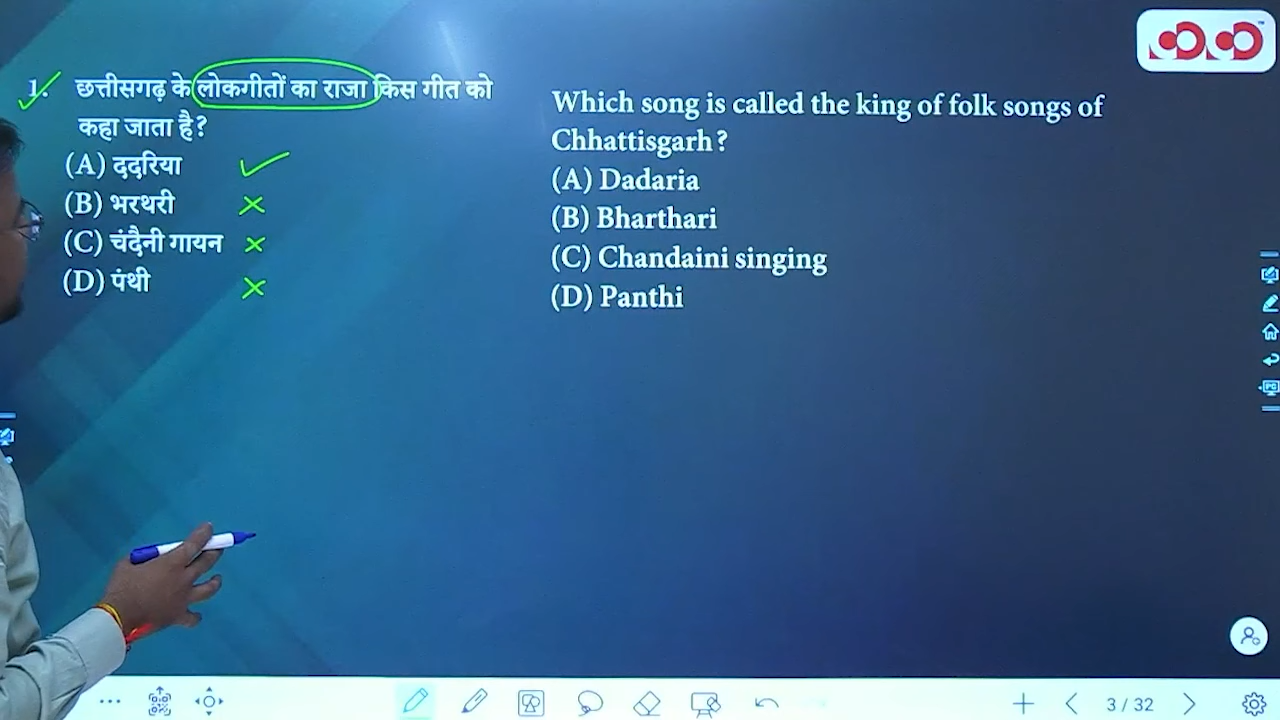 1. छत्तीसगढ़ के लोकगीतों का राजा किस गीत को
कहा जाता है?
(A) ददरिया
(B) भरथरी
(C) चंदैनी गायन
(D) पंथी
Which song is called the king of folk songs of
Chhattisgarh?
(A) Dadaria
(B) Bharthari
(C) Chandaini singing
(D) Panthi
3 / 32